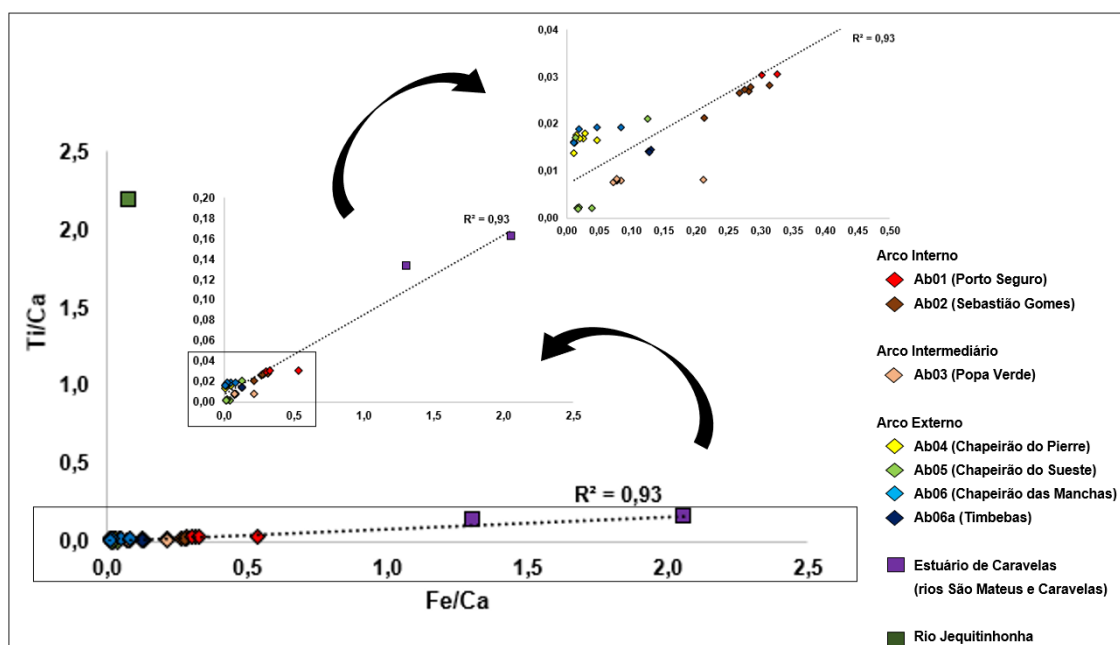 0,04
0,03
0,02
0,01
0,00
0,00 0,05 0,10 0,15 0,20 0,25 0,30 0,35 0,40 0,45 0,50
R² = 0,93
2,5
2,0
1,5
1,0
0,5
0,0
Ti/Ca
0,0 0,5 1,0 1,5 2,0 2,5
Fe/Ca
R² = 0,93
0,20
0,18
0,16
0,14
0,12
0,10
0,08
0,06
0,04
0,02
0,00
0,0 0,5 1,0 1,5 2,0 2,5
R² = 0,93
Arco Interno
Ab01 (Porto Seguro)
Ab02 (Sebastião Gomes)
Arco Intermediário
Ab03 (Popa Verde)
Arco Externo
Ab04 (Chapeirão do Pierre)
Ab05 (Chapeirão do Sueste)
Ab06 (Chapeirão das Manchas)
Ab06a (Timbebas)
Estuário de Caravelas
(rios São Mateus e Caravelas)
Rio Jequitinhonha